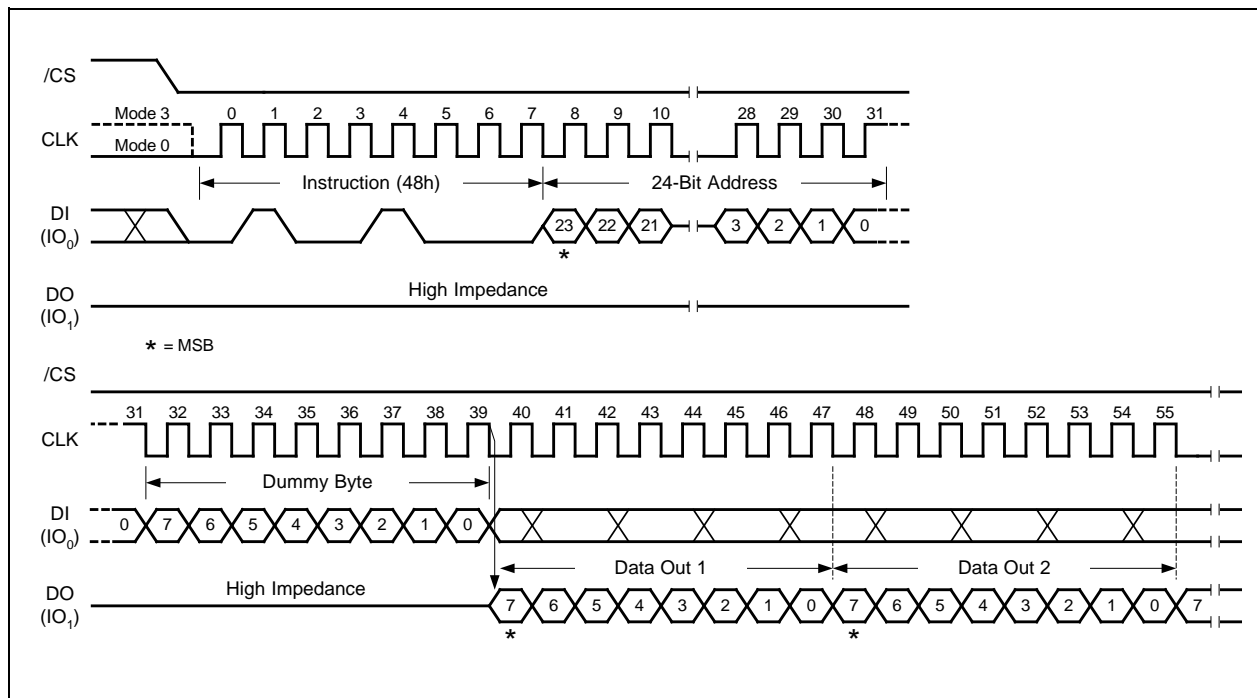 /CS
Mode 3 0 1 2 3 4 5 6 7 8 9 10 28 29 30 31
CLK
Mode 0
Instruction (48h) 24-Bit Address
DI
(IO0)
23 22 21 3 2 1 0
*
High Impedance
DO
(IO1)
* = MSB
/CS
31 32 33 34 35 36 37 38 39 40 41 42 43 44 45 46 47 48 49 50 51 52 53 54 55
CLK
Dummy Byte
DI
(IO0)
0 7 6 5 4 3 2 1 0
Data Out 1 Data Out 2
High Impedance
DO
(IO1)
7 6 5 4 3 2 1 0 7 6 5 4 3 2 1 0 7
* *